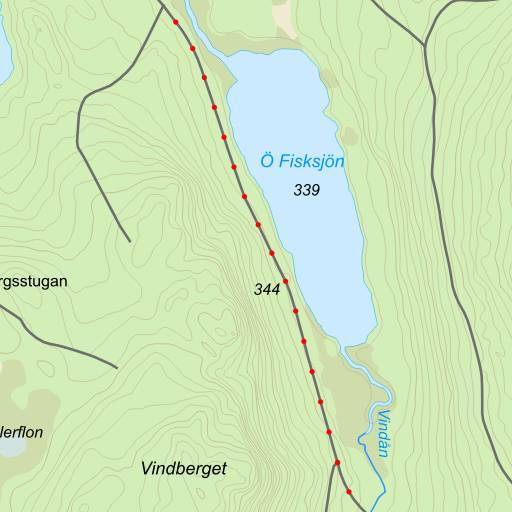 Ö Fisksjön
339
rgsstugan
344
Vindån
lerflon
Vindberget